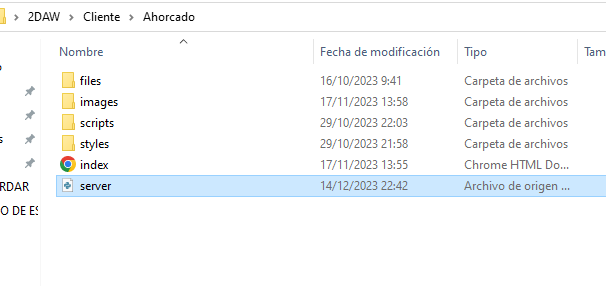 2DAW > Cliente > Ahorcado
Nombre Fecha de modificación Tipo Tam
files 16/10/2023 9:41 Carpeta de archivos
images 17/11/2023 13:58 Carpeta de archivos
scripts 29/10/2023 22:03 Carpeta de archivos
styles 29/10/2023 21:58 Carpeta de archivos
index 17/11/2023 13:55 Chrome HTML Do...
RDAR
server 14/12/2023 22:42 Archivo de origen ...
O DE ES